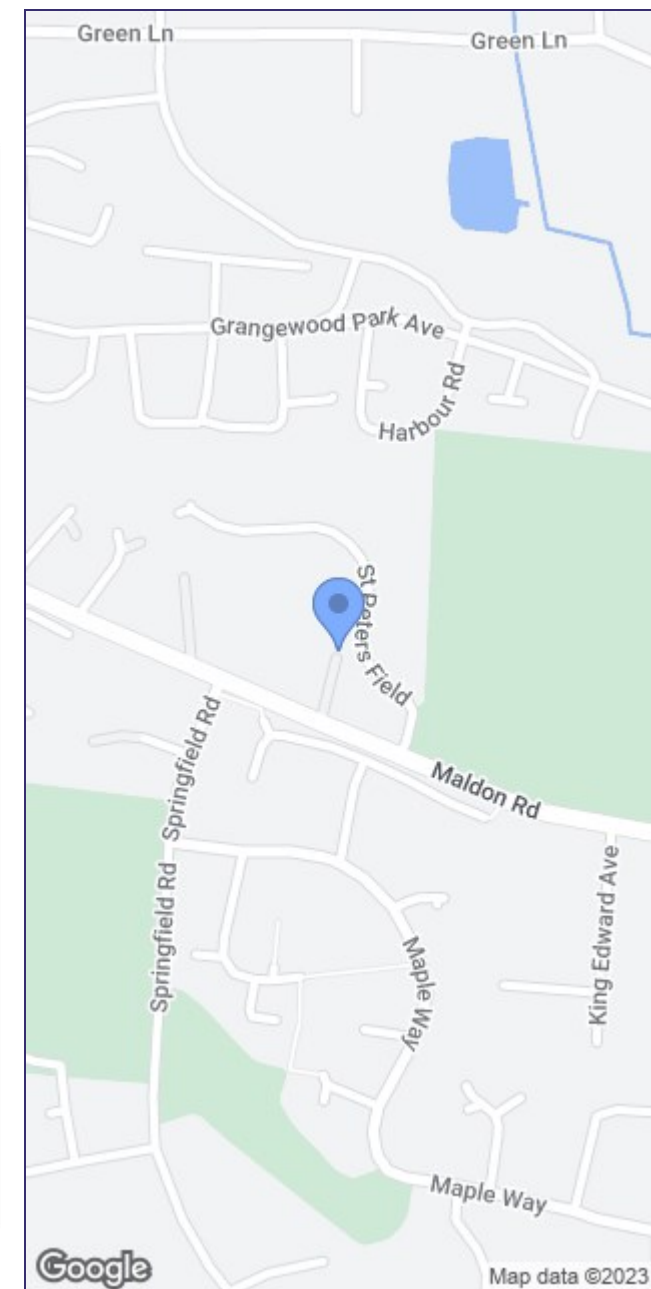 Green Ln
Green Ln
Grangewood Park Ave
Harbour Rd
St Peters Field
Springfield Rd
Maldon Rd
Springfield Rd
King Edward Ave
Maple Way
Maple Way
Google
Map data ©2023